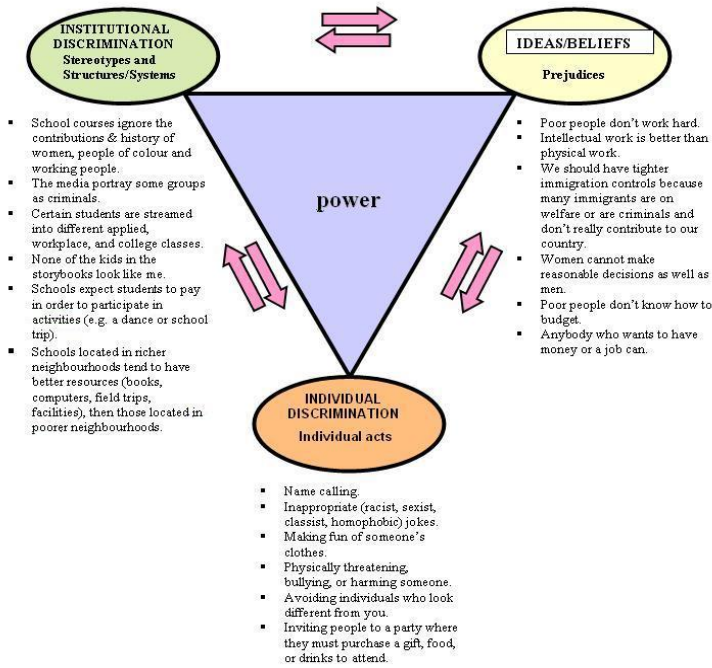 INSTITUTIONAL
DISCRIMINATION
Stereotypes and
Structures/Systems
IDEAS/BELIEFS
Prejudices
▪ School courses ignore the
contributions & history of
women, people of colour and
working people.
▪ The media portray some groups
as criminals.
▪ Certain students are streamed
into different applied,
workplace, and college classes.
▪ None of the kids in the
storybooks look like me.
▪ Schools expect students to pay
in order to participate in
activities (e.g. a dance or school
trip).
▪ Schools located in richer
neighbourhoods tend to have
better resources (books,
computers, field trips,
facilities), then those located in
poorer neighbourhoods.
power
▪ Poor people don't work hard.
▪ Intellectual work is better than
physical work.
▪ We should have tighter
immigration controls because
many immigrants are on
welfare or are criminals and
don't really contribute to our
country.
▪ Women cannot make
reasonable decisions as well as
men.
▪ Poor people don't know how to
budget.
▪ Anybody who wants to have
money or a job can.
INDIVIDUAL
DISCRIMINATION
Individual acts
▪ Name calling.
▪ Inappropriate (racist, sexist,
classist, homophobic) jokes.
▪ Making fun of someone's
clothes.
▪ Physically threatening,
bullying, or harming someone.
▪ Avoiding individuals who look
different from you.
▪ Inviting people to a party where
they must purchase a gift, food,
or drinks to attend.